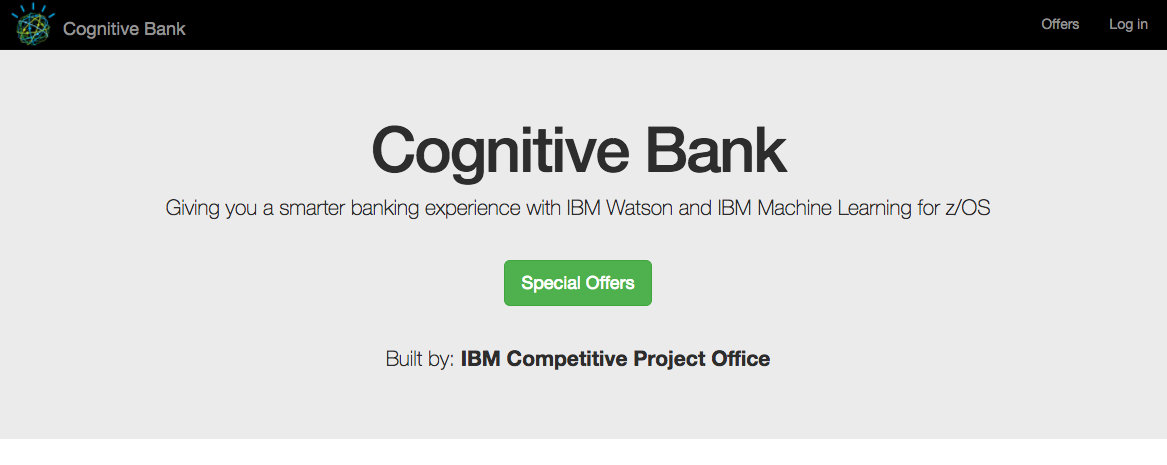 Cognitive Bank
Offers
Log in
Cognitive Bank
Giving you a smarter banking experience with IBM Watson and IBM Machine Learning for z/OS
Special Offers
Built by: IBM Competitive Project Office